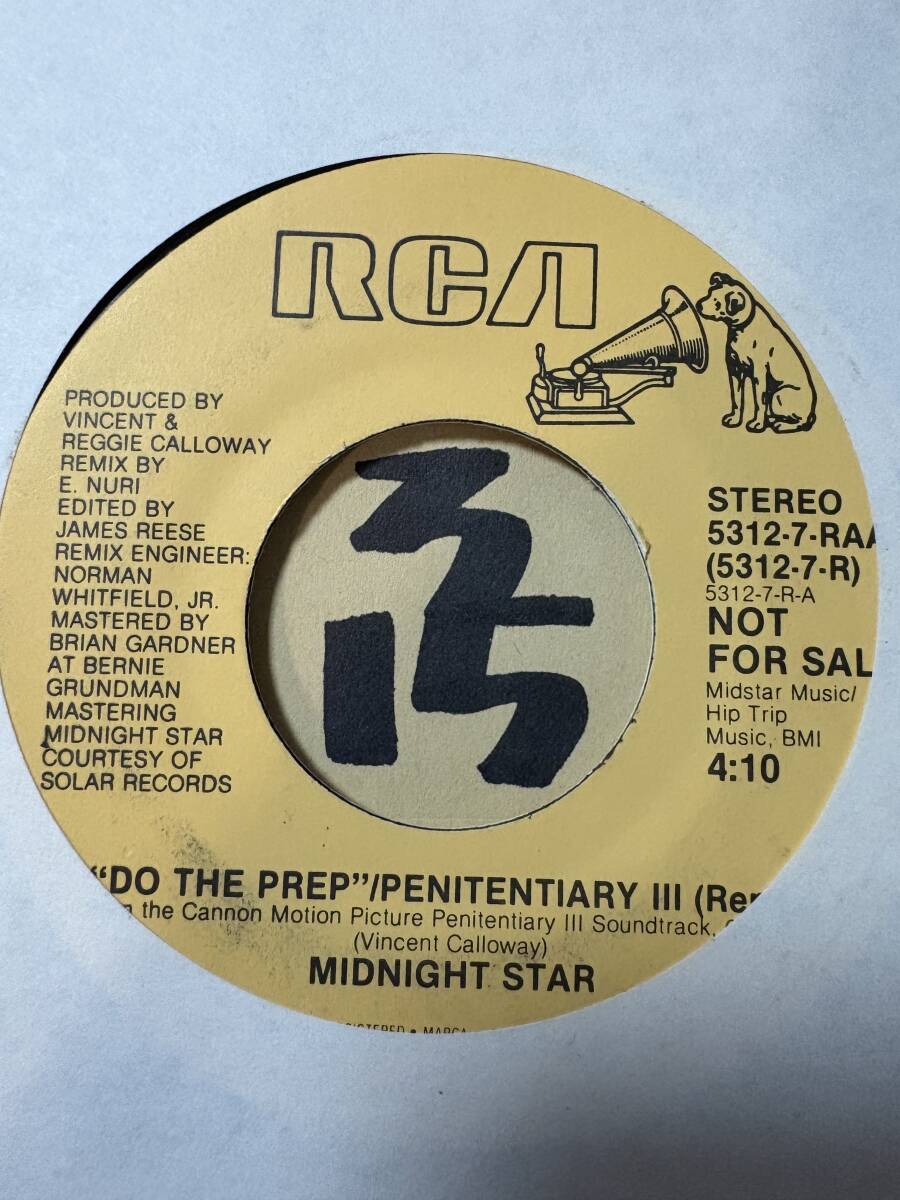 RCA
PRODUCED BY
VINCENT &
REGGIE CALLOWAY
REMIX BY
E. NURI
EDITED BY
JAMES REESE
REMIX ENGINEER:
NORMAN
WHITFIELD, JR.
MASTERED BY
BRIAN GARDNER
AT BERNIE
GRUNDMAN
MASTERING
MIDNIGHT STAR
COURTESY OF
SOLAR RECORDS
STEREO
5312-7-RAA
(5312-7-R)
5312-7-R-A
NOT
FOR SAL
Midstar Music/
Hip Trip
Music, BMI
4:10
"DO THE PREP"/PENITENTIARY III (Rem
the Cannon Motion Picture Penitentiary III Soundtrack,
(Vincent Calloway)
MIDNIGHT STAR